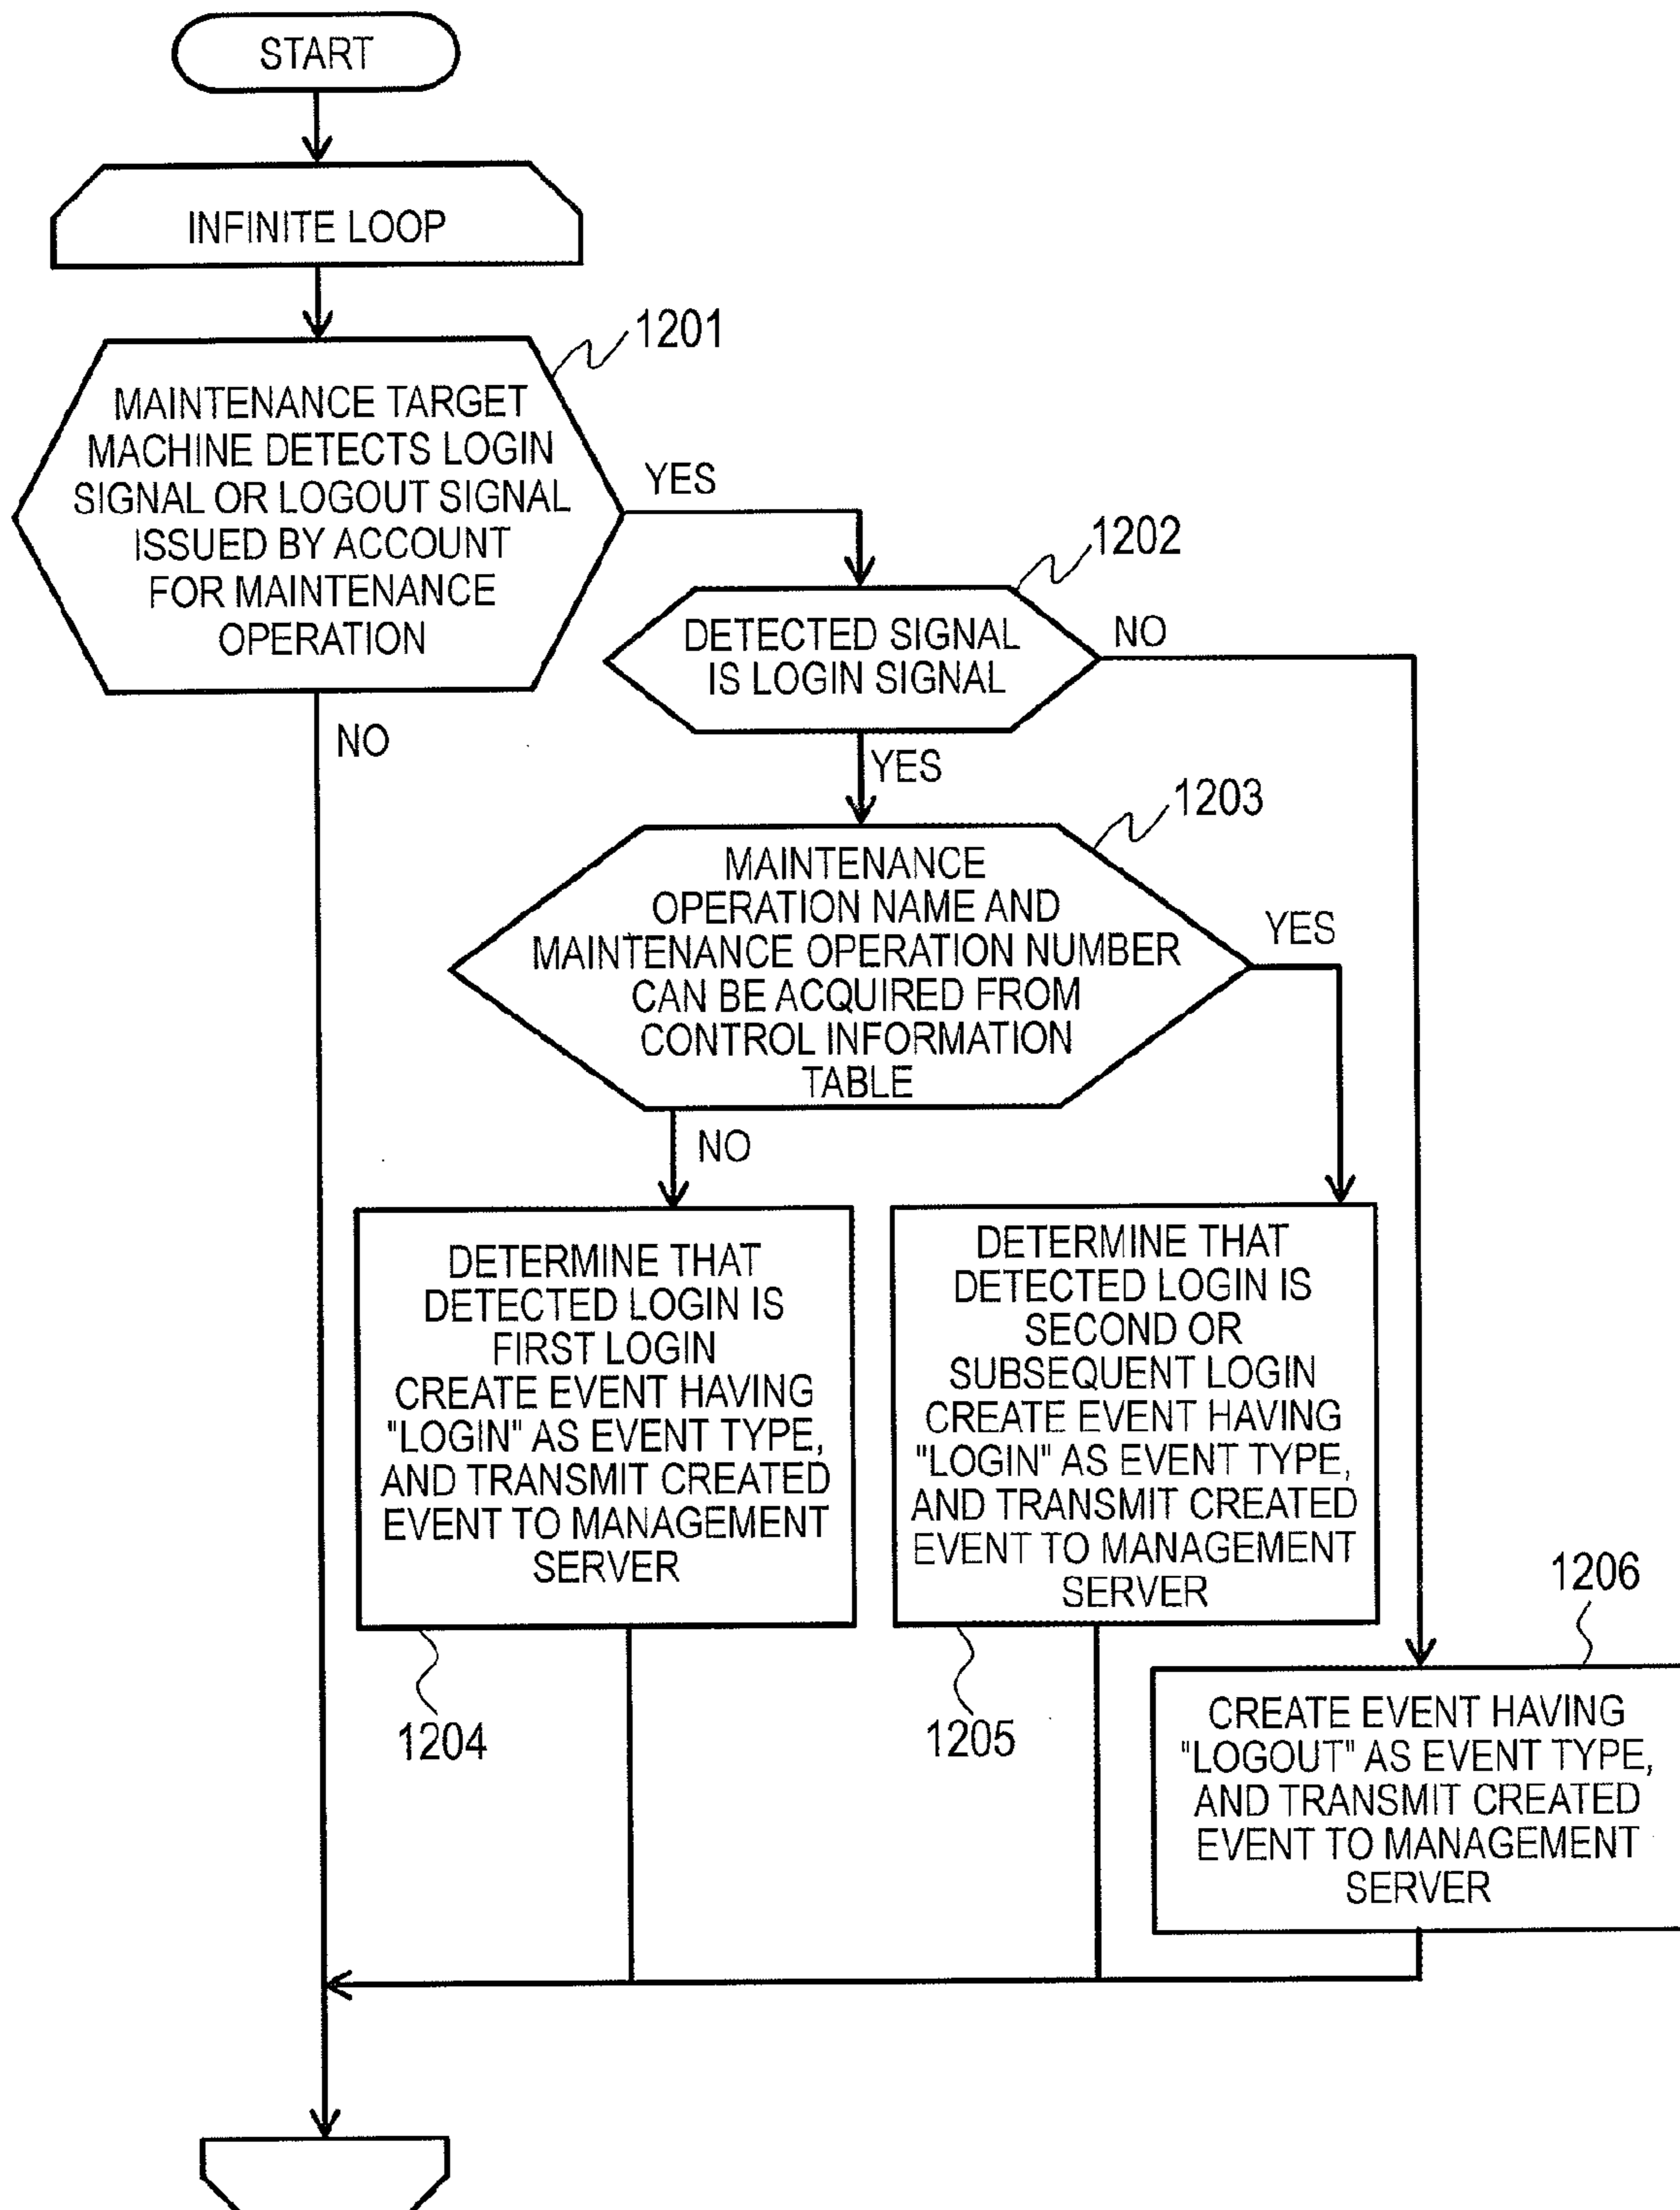 START
INFINITE LOOP
1201
MAINTENANCE TARGET
MACHINE DETECTS LOGIN
SIGNAL OR LOGOUT SIGNAL
ISSUED BY ACCOUNT
FOR MAINTENANCE
OPERATION
YES
NO
1202
DETECTED SIGNAL
IS LOGIN SIGNAL
NO
YES
1203
MAINTENANCE
OPERATION NAME AND
MAINTENANCE OPERATION NUMBER
CAN BE ACQUIRED FROM
CONTROL INFORMATION
TABLE
YES
NO
DETERMINE THAT
DETECTED LOGIN IS
FIRST LOGIN
CREATE EVENT HAVING
"LOGIN" AS EVENT TYPE,
AND TRANSMIT CREATED
EVENT TO MANAGEMENT
SERVER
1204
DETERMINE THAT
DETECTED LOGIN IS
SECOND OR
SUBSEQUENT LOGIN
CREATE EVENT HAVING
"LOGIN" AS EVENT TYPE,
AND TRANSMIT CREATED
EVENT TO MANAGEMENT
SERVER
1205
1206
CREATE EVENT HAVING
"LOGOUT" AS EVENT TYPE,
AND TRANSMIT CREATED
EVENT TO MANAGEMENT
SERVER